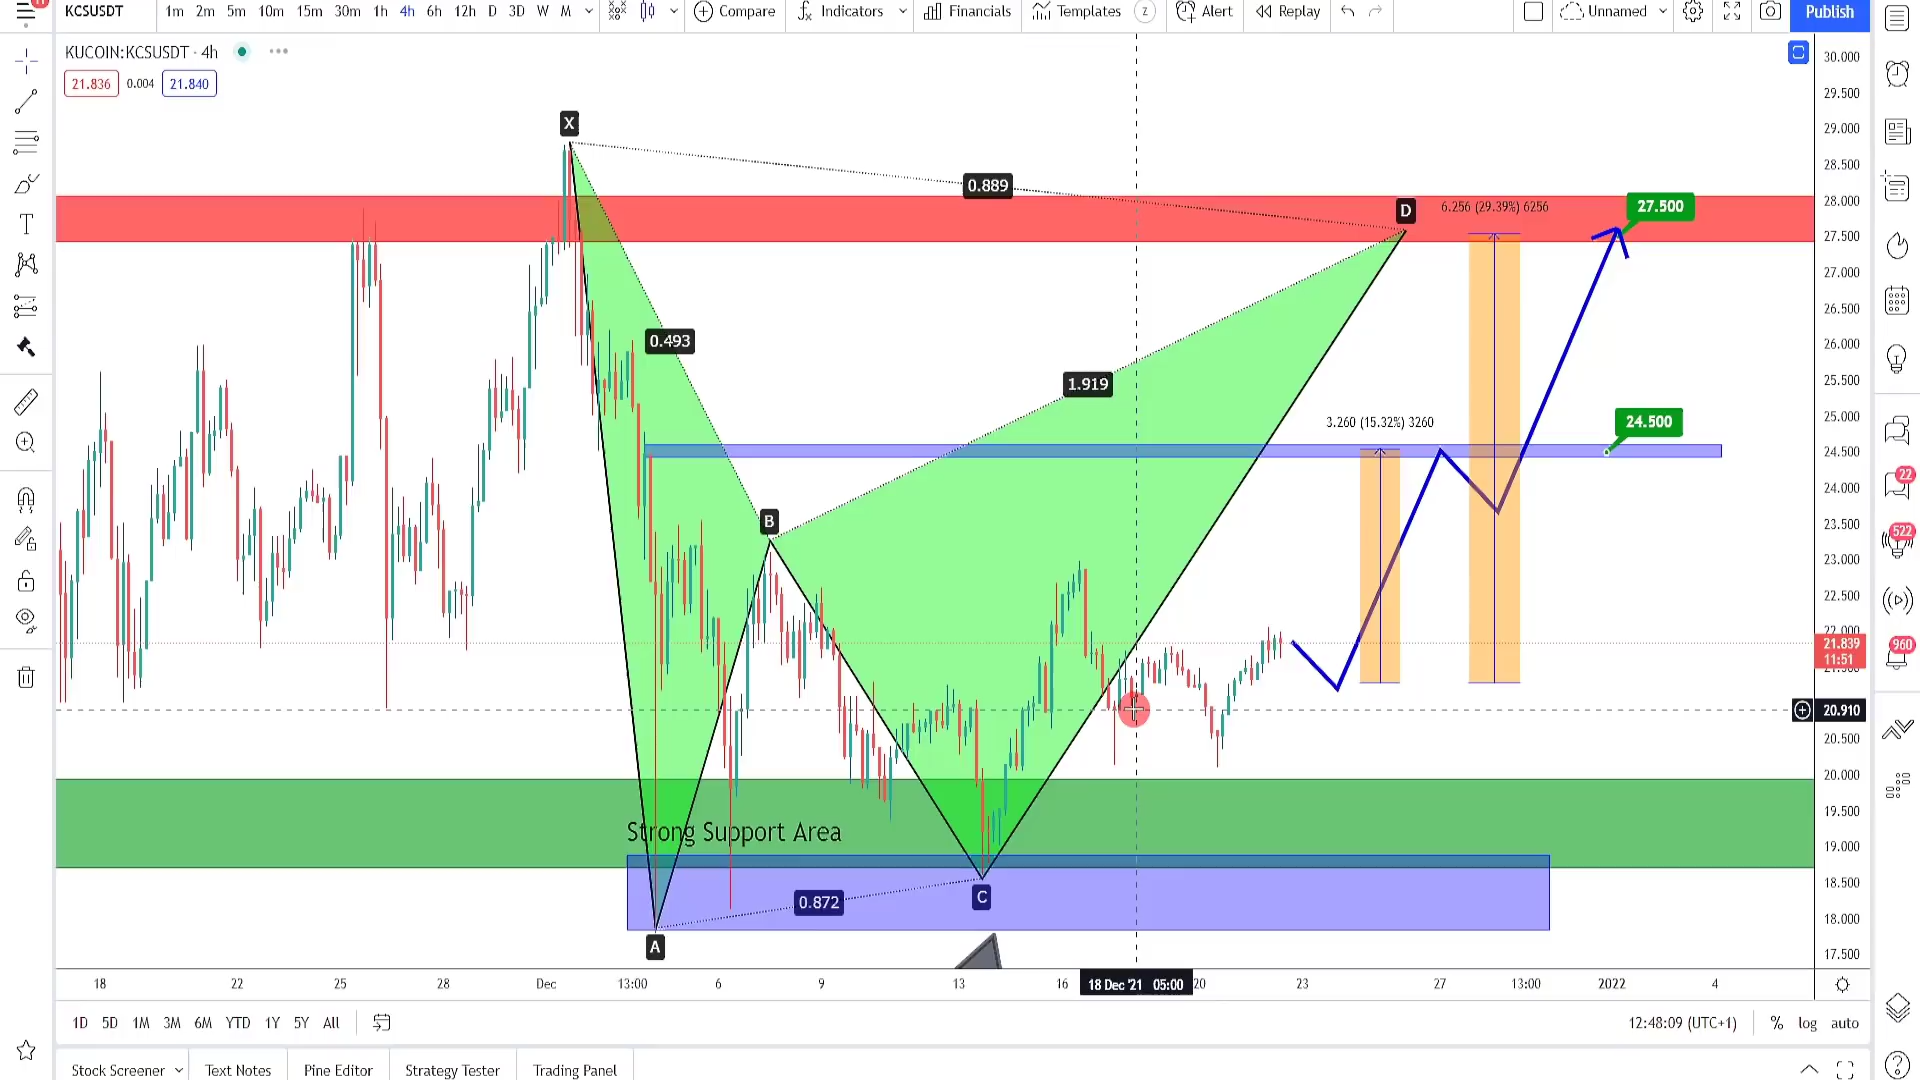 11
KCSUSDT 1m 2m 5m 10m 15m 30m 1h 4h 6h 12h D 3D W M Compare Indicators Financials Templates Z Alert Replay Unnamed Publish
KUCOIN:KCSUSDT · 4h
21.836 0.004 21.840
30.000
29.500
29.000
28.500
28.000
27.500
27.000
26.500
26.000
25.500
25.000
24.500
24.000
23.500
23.000
22.500
22.000
21.839
11:51
20.910
20.500
20.000
19.500
19.000
18.500
18.000
17.500
X
0.889
D
6.256 (29.39%) 6256
27.500
0.493
1.919
3.260 (15.32%) 3260
24.500
B
Strong Support Area
0.872
C
A
22
522
960
18 22 25 28 Dec 13:00 6 9 13 16 18 Dec '21 05:00 20 23 27 13:00 2022 4
1D 5D 1M 3M 6M YTD 1Y 5Y All 12:48:09 (UTC+1) % log auto
Stock Screener Text Notes Pine Editor Strategy Tester Trading Panel